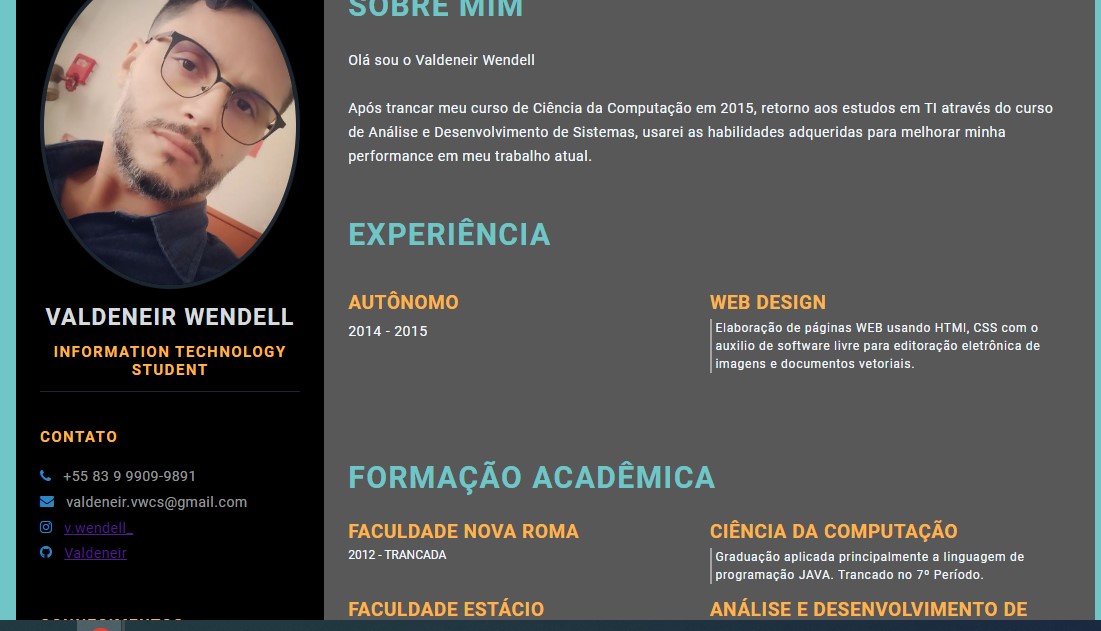 SOBRE MIM
Olá sou o Valdeneir Wendell
Após trancar meu curso de Ciência da Computação em 2015, retorno aos estudos em TI através do curso
de Análise e Desenvolvimento de Sistemas, usarei as habilidades adqueridas para melhorar minha
performance em meu trabalho atual.
EXPERIÊNCIA
AUTÔNOMO
2014 - 2015
WEB DESIGN
Elaboração de páginas WEB usando HTMl, CSS com o
auxilio de software livre para editoração eletrônica de
imagens e documentos vetoriais.
FORMAÇÃO ACADÊMICA
FACULDADE NOVA ROMA
2012 - TRANCADA
CIÊNCIA DA COMPUTAÇÃO
Graduação aplicada principalmente a linguagem de
programação JAVA. Trancado no 7º Período.
FACULDADE ESTÁCIO
ANÁLISE E DESENVOLVIMENTO DE
VALDENEIR WENDELL
INFORMATION TECHNOLOGY
STUDENT
CONTATO
+55 83 9 9909-9891
valdeneir.vwcs@gmail.com
v.wendell_
Valdeneir